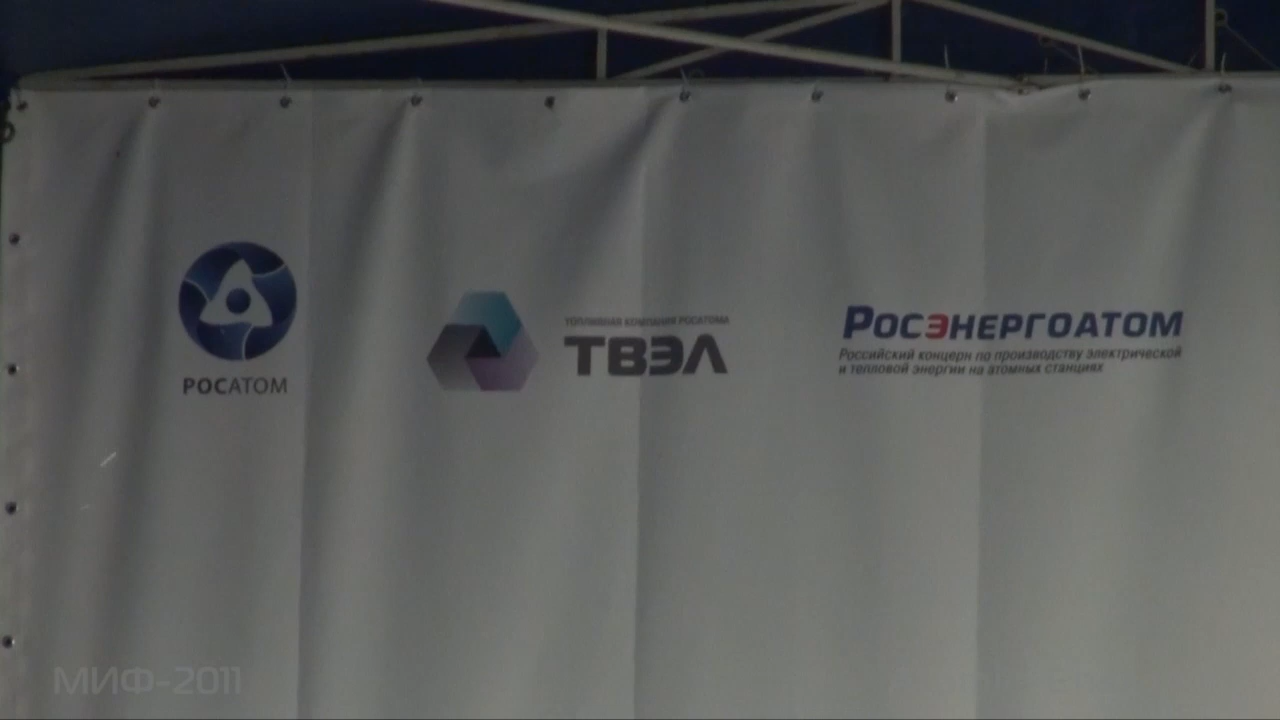 РОСАТОМ
ТОПЛИВНАЯ КОМПАНИЯ РОСАТОМА
ТВЭЛ
РОСЭНЕРГОАТОМ
Российский концерн по производству электрической
и тепловой энергии на атомных станциях
МИФ-2011